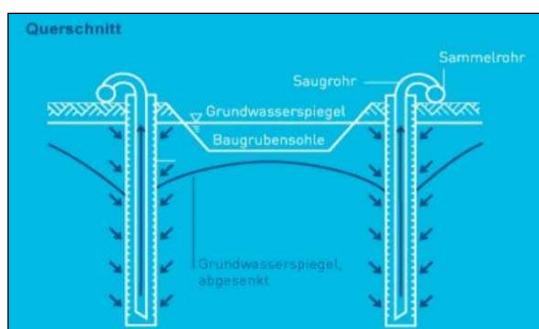 Querschnitt
Sammelrohr
Saugrohr
Grundwasserspiegel
Baugrubensohle
Grundwasserspiegel,
abgesenkt